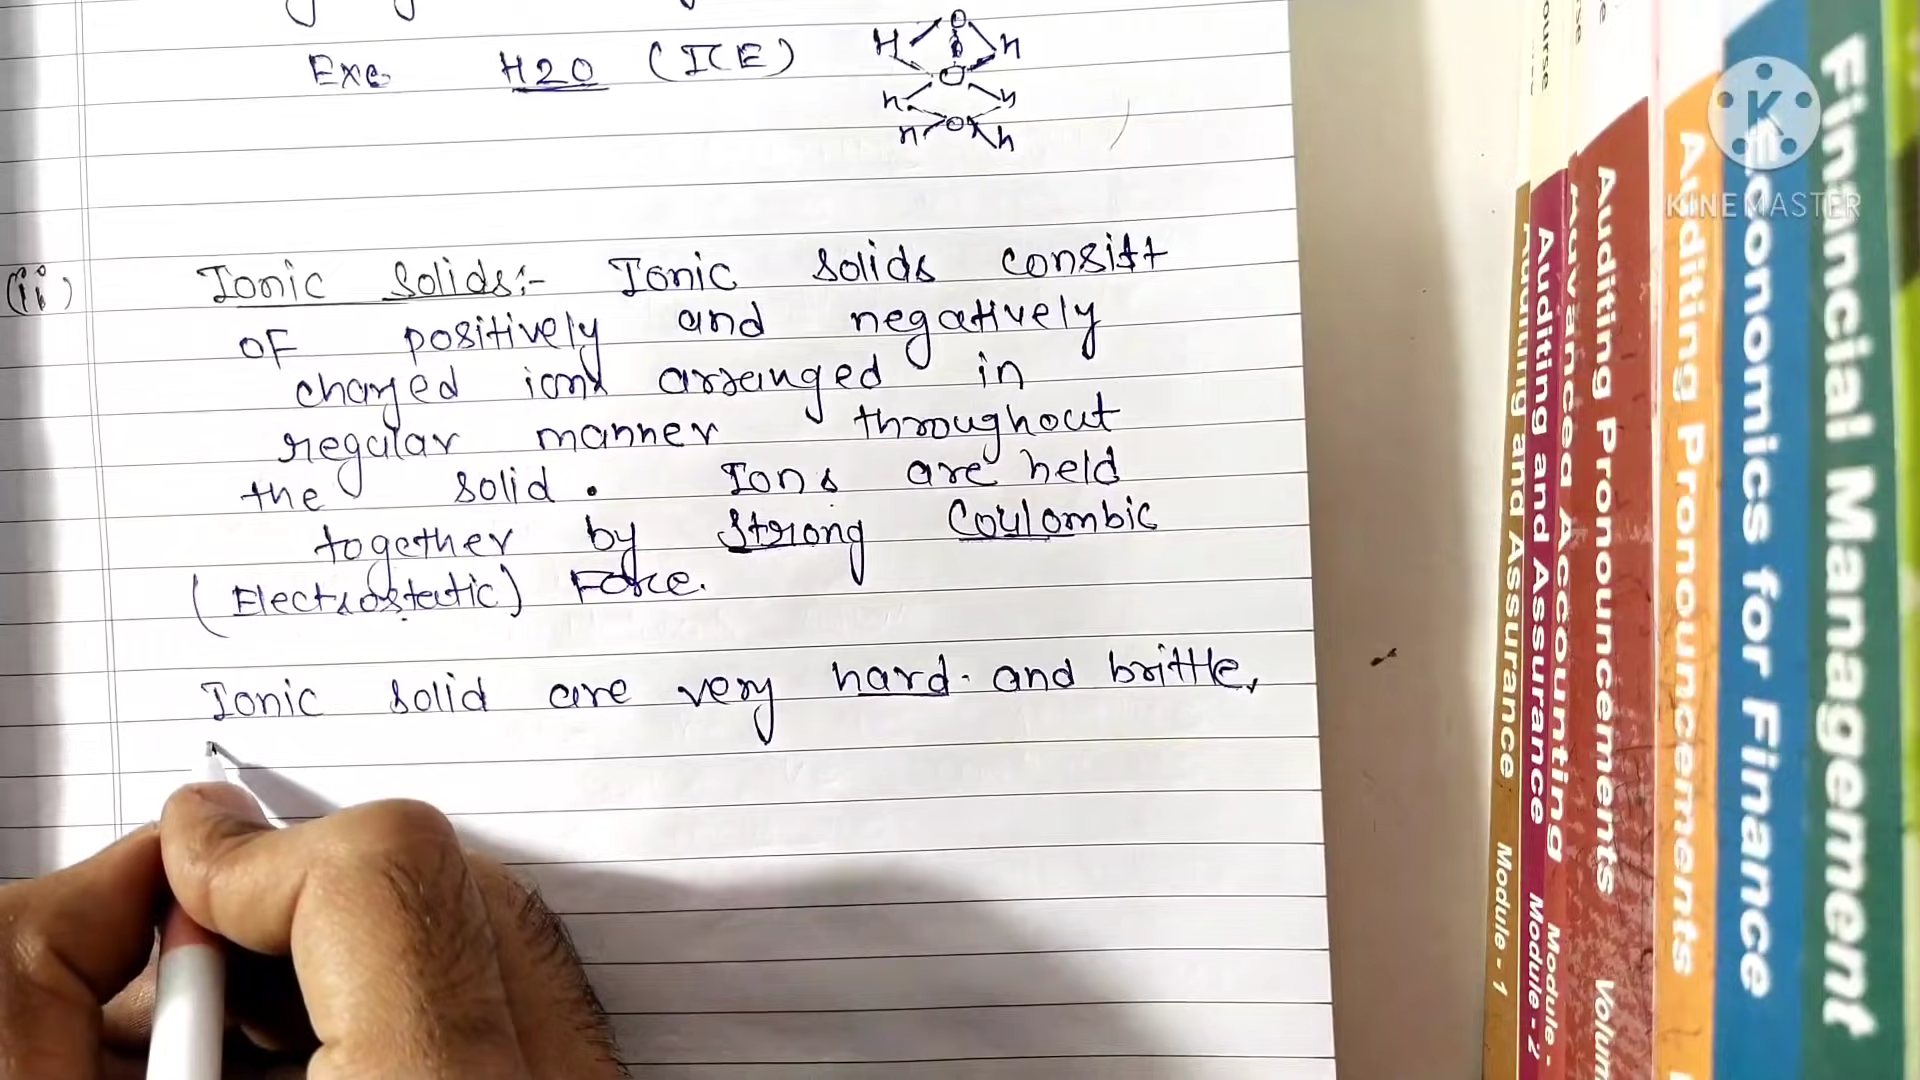 Exe. H2O (ICE)
H O H
O
H H
H O H
(ii) Ionic Solids:- Ionic solids consist
of positively and negatively
charged ions arranged in
regular manner throughout
the solid. Ions are held
together by strong Coulombic
(Electrostatic) Force.
Ionic solid are very hard. and brittle,
K
KINEMASTER
Auditing and Assurance Module - 1
Auditing and Assurance Module - 2
Advanced Accounting Module -
Auditing Pronouncements Volum
Auditing Pronouncements
Economics for Finance
Financial Management
ourse